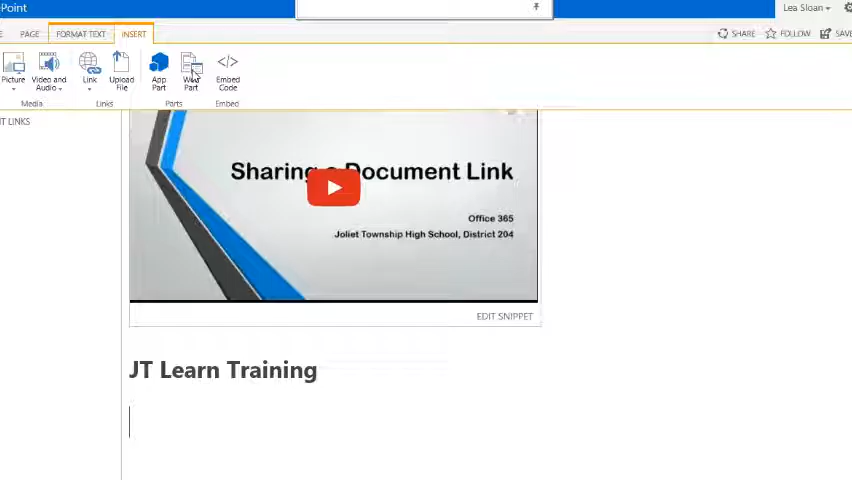 Point
Lea Sloan
PAGE FORMAT TEXT INSERT
SHARE FOLLOW SAVE
Picture Video and Audio Link Upload File App Part Web Part Embed Code
Media Links Parts Embed
T LINKS
Sharing a Document Link
Office 365
Joliet Township High School, District 204
EDIT SNIPPET
JT Learn Training